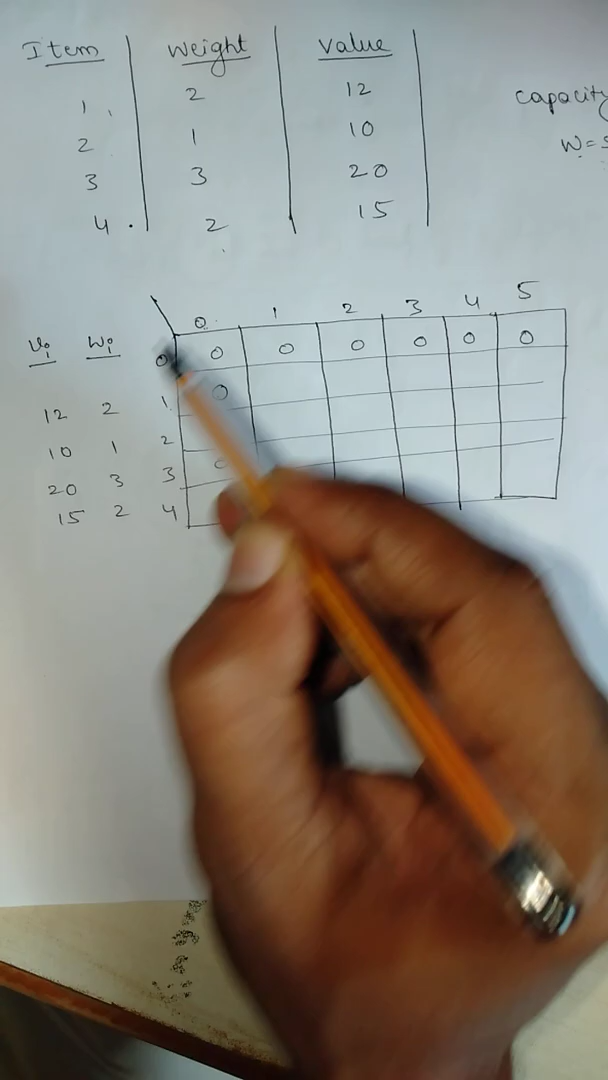 Item Weight Value
1 2 12
capacity
2 1 10
W=5
3 3 20
4 2 15
0 1 2 3 4 5
vi wi 0 0 0 0 0 0 0
12 2 1 0
10 1 2
20 3 3 0
15 2 4